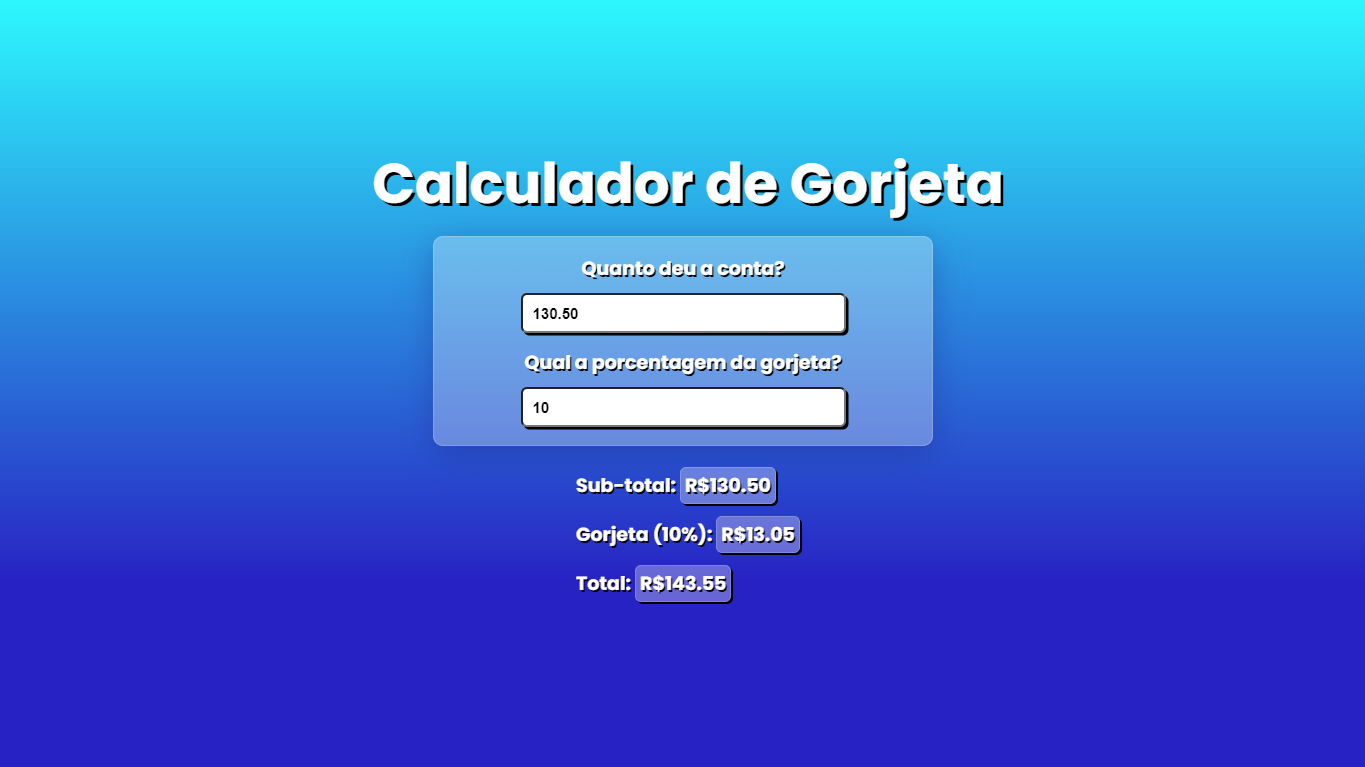 Calculador de Gorjeta
Quanto deu a conta?
130.50
Qual a porcentagem da gorjeta?
10
Sub-total: R$130.50
Gorjeta (10%): R$13.05
Total: R$143.55